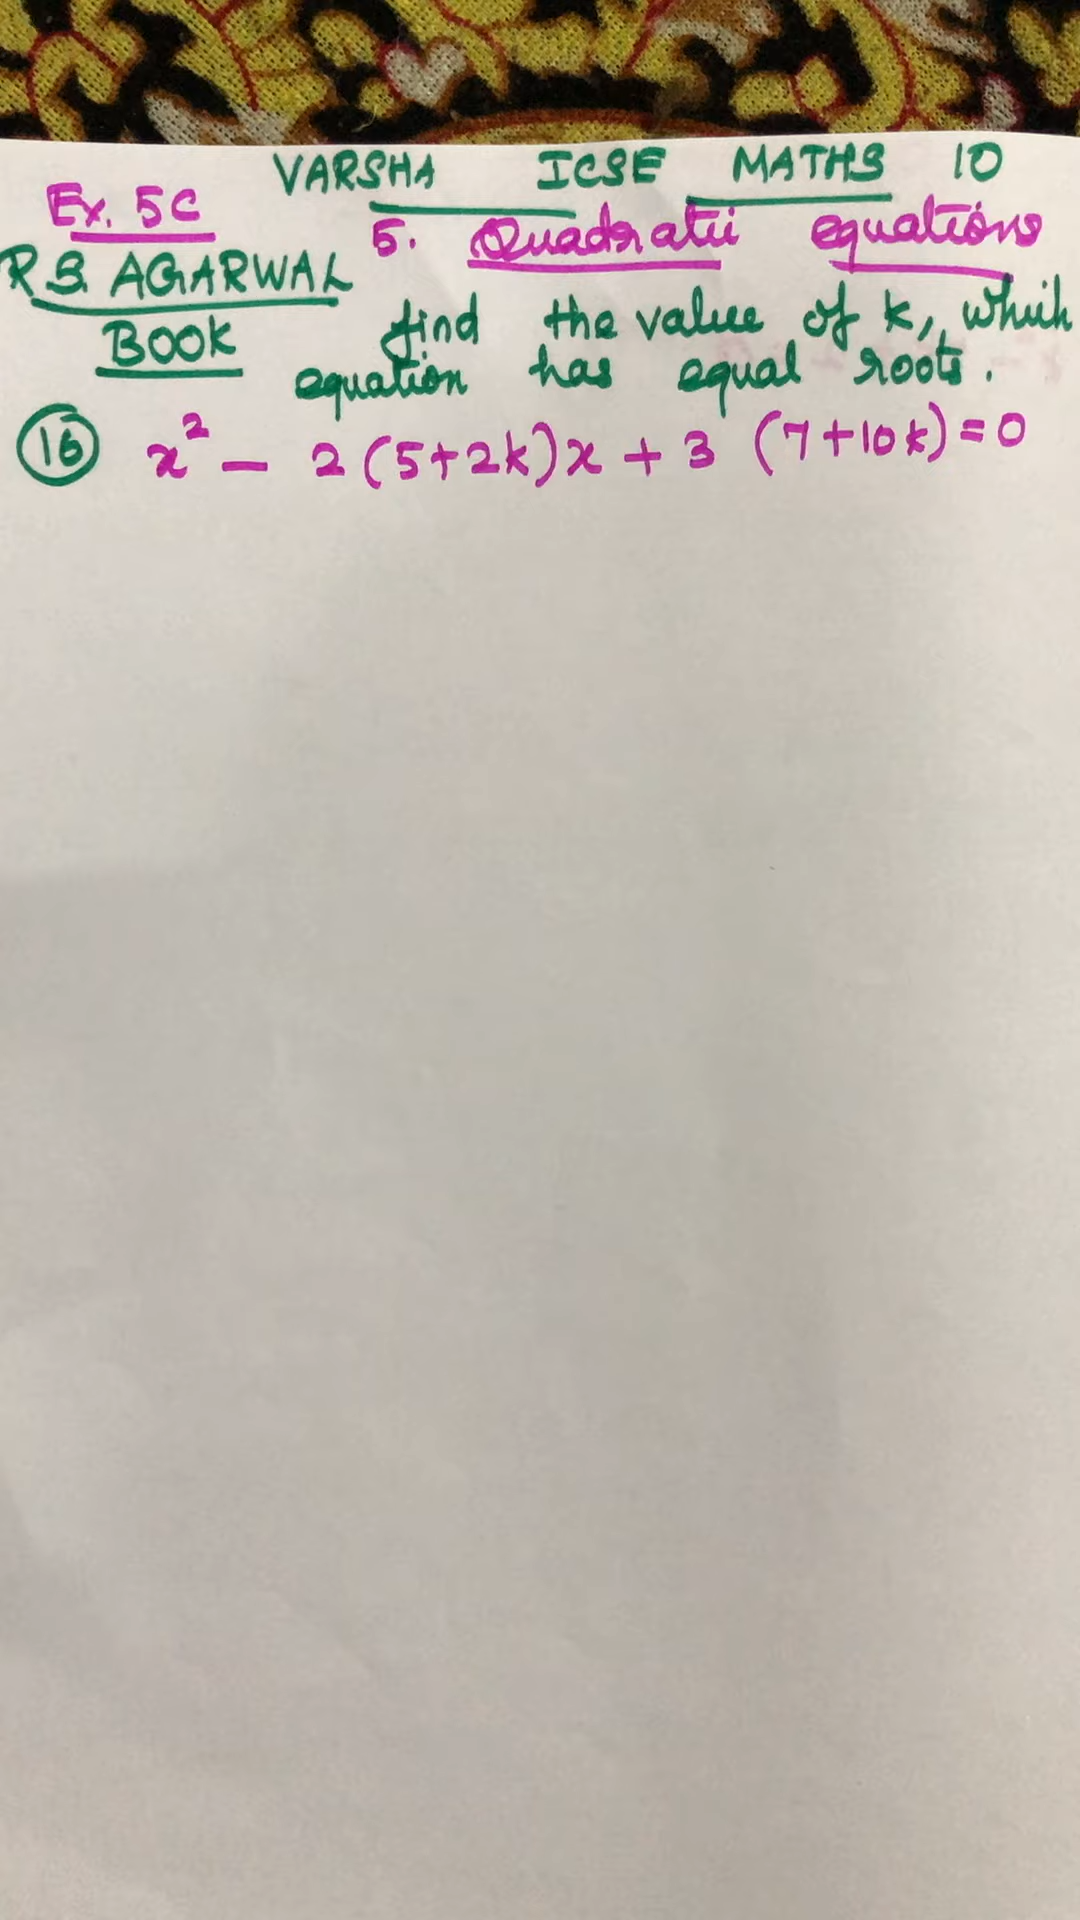 VARSHA ICSE MATHS 10
Ex. 5C
5. Quadratic equations
R.S. AGARWAL
BOOK
find the value of k, which
equation has equal roots.
16 x² - 2(5+2k)x + 3 (7+10k)=0